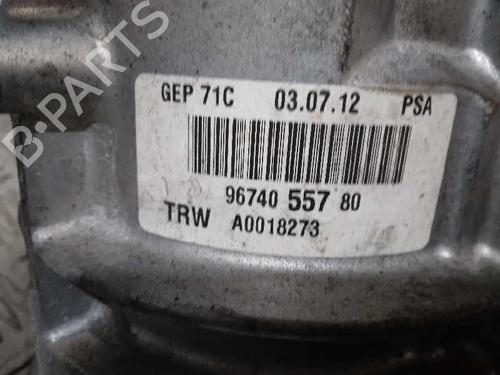 B-PARTS
GEP 71C 03.07.12 PSA
96740 557 80
TRW A0018273